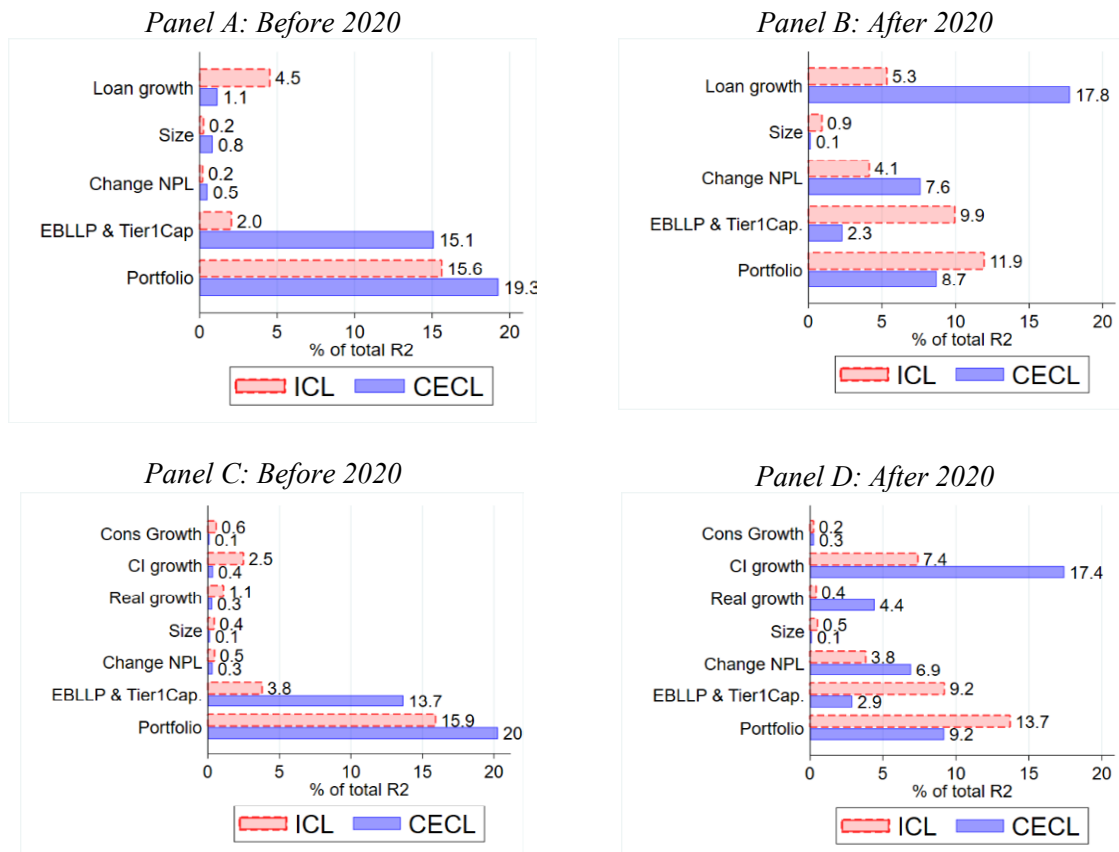 Panel A: Before 2020
Loan growth
4.5
1.1
Size
0.2
0.8
Change NPL
0.2
0.5
EBLLP & Tier1Cap
2.0
15.1
Portfolio
15.6
19.3
0 5 10 15 20
% of total R2
ICL CECL
Panel B: After 2020
Loan growth
5.3
17.8
Size
0.9
0.1
Change NPL
4.1
7.6
EBLLP & Tier1Cap.
9.9
2.3
Portfolio
11.9
8.7
0 5 10 15 20
% of total R2
ICL CECL
Panel C: Before 2020
Cons Growth
0.6
0.1
CI growth
2.5
0.4
Real growth
1.1
0.3
Size
0.4
0.1
Change NPL
0.5
0.3
EBLLP & Tier1Cap.
3.8
13.7
Portfolio
15.9
20
0 5 10 15 20
% of total R2
ICL CECL
Panel D: After 2020
Cons Growth
0.2
0.3
CI growth
7.4
17.4
Real growth
0.4
4.4
Size
0.5
0.1
Change NPL
3.8
6.9
EBLLP & Tier1Cap.
9.2
2.9
Portfolio
13.7
9.2
0 5 10 15 20
% of total R2
ICL CECL